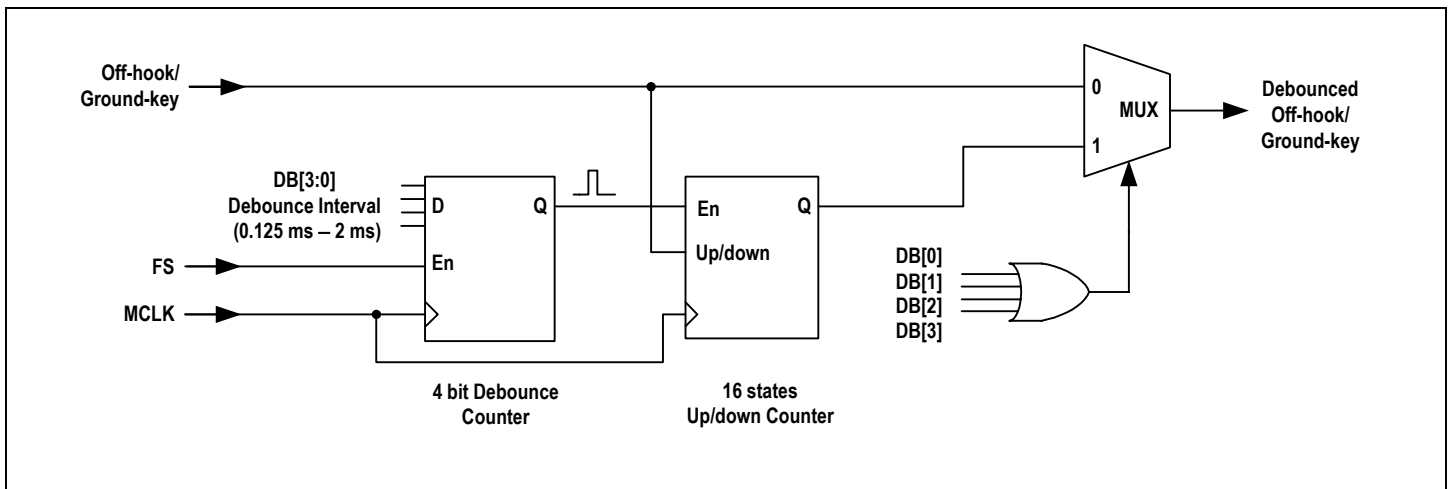 Off-hook/
Ground-key
0
MUX
1
Debounced
Off-hook/
Ground-key
DB[3:0]
Debounce Interval
(0.125 ms – 2 ms)
D
Q
En
FS
MCLK
En
Up/down
Q
DB[0]
DB[1]
DB[2]
DB[3]
4 bit Debounce
Counter
16 states
Up/down Counter